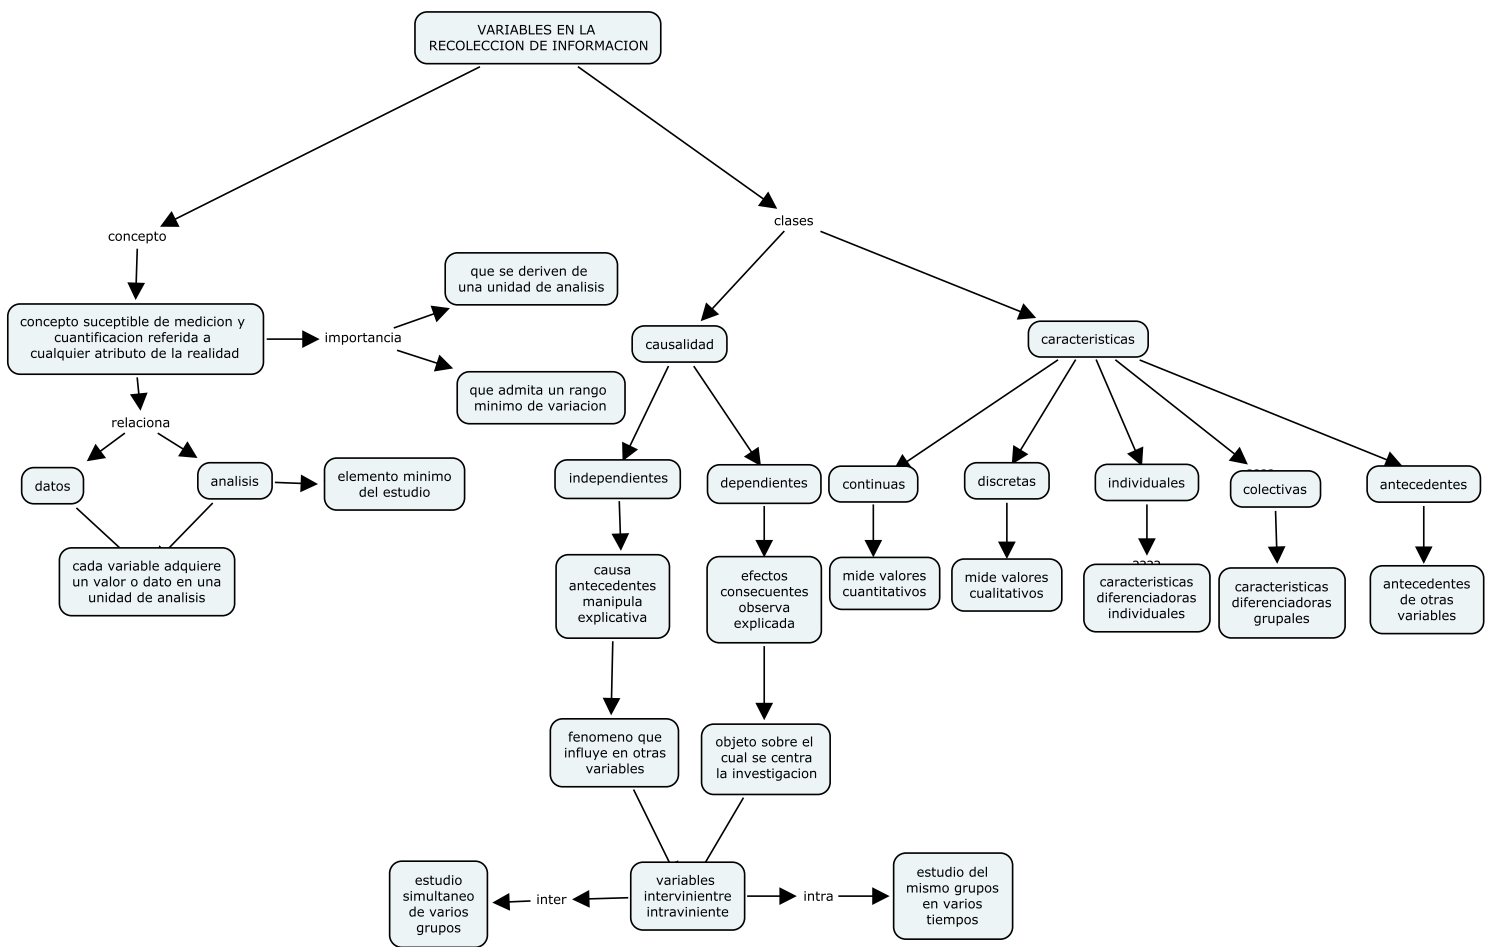 VARIABLES EN LA
RECOLECCION DE INFORMACION
clases
concepto
que se deriven de
una unidad de analisis
concepto suceptible de medicion y
cuantificacion referida a
cualquier atributo de la realidad
importancia
causalidad
caracteristicas
que admita un rango
minimo de variacion
relaciona
datos
analisis
elemento minimo
del estudio
independientes
dependientes
continuas
discretas
individuales
colectivas
antecedentes
cada variable adquiere
un valor o dato en una
unidad de analisis
causa
antecedentes
manipula
explicativa
efectos
consecuentes
observa
explicada
mide valores
cuantitativos
mide valores
cualitativos
caracteristicas
diferenciadoras
individuales
caracteristicas
diferenciadoras
grupales
antecedentes
de otras
variables
fenomeno que
influye en otras
variables
objeto sobre el
cual se centra
la investigacion
estudio
simultaneo
de varios
grupos
inter
variables
intervinientre
intraviniente
intra
estudio del
mismo grupos
en varios
tiempos